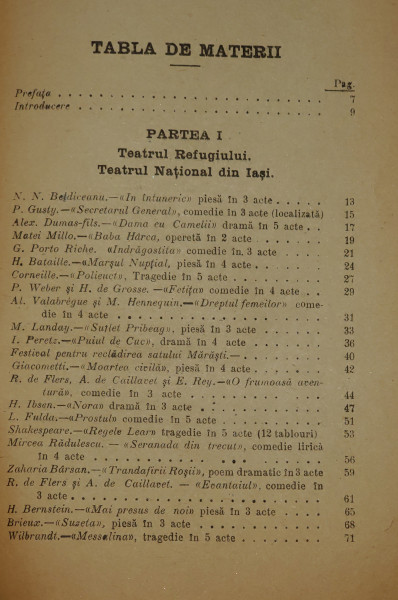 TABLA DE MATERII
Pag.
Prefața . . . . . . . . . . . . . . . . . . . . 7
Introducere . . . . . . . . . . . . . . . . . . 9
PARTEA I
Teatrul Refugiului.
Teatrul Național din Iași.
N. N. Beldiceanu.—«In întuneric» piesă în 3 acte . . . . . 13
P. Gusty.—«Secretarul General», comedie în 3 acte (localizată) 15
Alex. Dumas-fils.—«Dama cu Camelii» dramă în 5 acte . . 17
Matei Millo.—«Baba Hârca, operetă în 2 acte . . . . . . 19
G. Porto Riche. «Indrăgostita» comedie în 3 acte . . . . 21
H. Bataille.—«Marșul Nupțial, piesă în 4 acte . . . . . 24
Corneille.—«Polieuct», Tragedie în 5 acte . . . . . . . 27
P. Weber și H. de Grosse. —«Fetița» comedie în 4 acte . . 29
Al. Valabrègue și M. Hennequin.—«Dreptul femeilor» come-
die în 4 acte . . . . . . . . . . . . . . . . 31
M. Landay.—«Suflet Pribeag», piesă în 3 acte . . . . . 33
I. Peretz.—«Puiul de Cuc», dramă în 4 acte . . . . . . 36
Festival pentru reclădirea satului Mărăști.— . . . . . . 40
Giacometti.—«Moartea civilă», piesă în 4 acte . . . . . 42
R. de Flers, A. de Caillavet și E. Rey.—«O frumoasă aven-
tură», comedie în 3 acte . . . . . . . . . . . 44
H. Ibsen.—«Nora» dramă în 3 acte . . . . . . . . . 47
L. Fulda.—«Prostul» comedie în 5 acte . . . . . . . 51
Shakespeare.—«Regele Lear» tragedie în 5 acte (12 tablouri) 53
Mircea Rădulescu. — «Seranada din trecut», comedie lirică
în 4 acte . . . . . . . . . . . . . . . . . . 56
Zaharia Bârsan.—«Trandafirii Roșii», poem dramatic în 3 acte 59
R. de Flers și A. de Caillavet. — «Evantaiul», comedie în
3 acte . . . . . . . . . . . . . . . . . . . 61
H. Bernstein.—«Mai presus de noi» piesă în 3 acte . . . 65
Brieux.—«Suzeta», piesă în 3 acte . . . . . . . . . 68
Wilbrandt.—«Messalina», tragedie în 5 acte . . . . . . 71